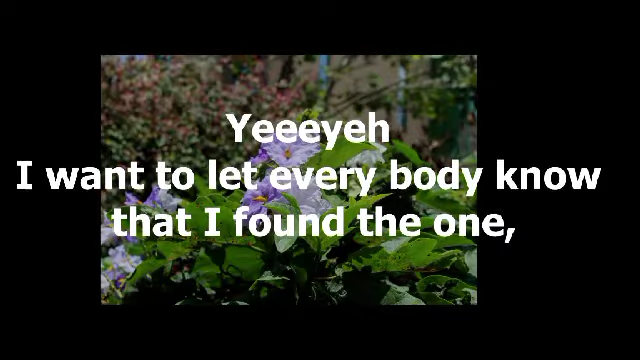 Yeeeyeh
I want to let every body know
that I found the one,